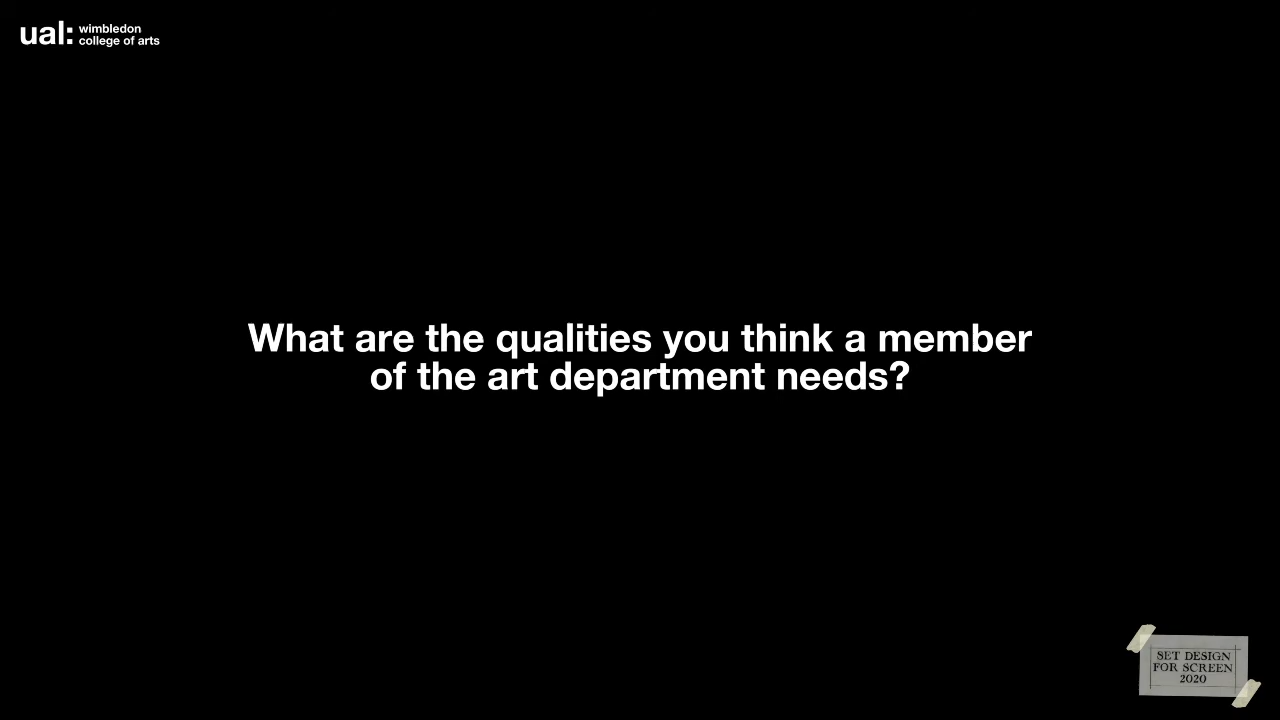 ual: wimbledon
college of arts
What are the qualities you think a member
of the art department needs?
SET DESIGN
FOR SCREEN
2020